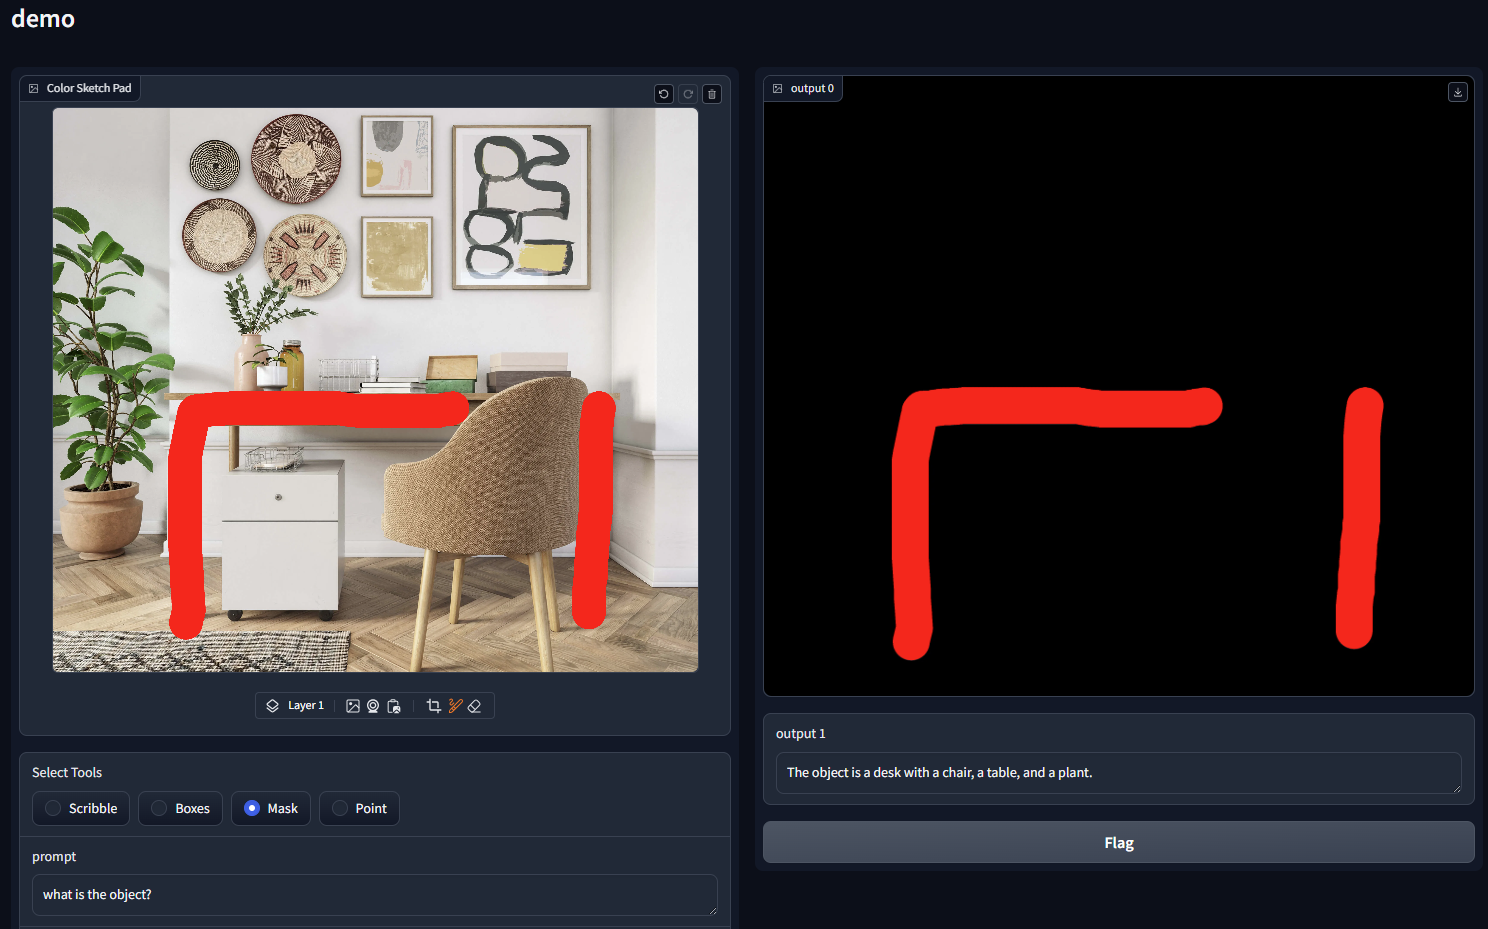 demo
Color Sketch Pad
Layer 1
Select Tools
Scribble
Boxes
Mask
Point
prompt
what is the object?
output 0
output 1
The object is a desk with a chair, a table, and a plant.
Flag